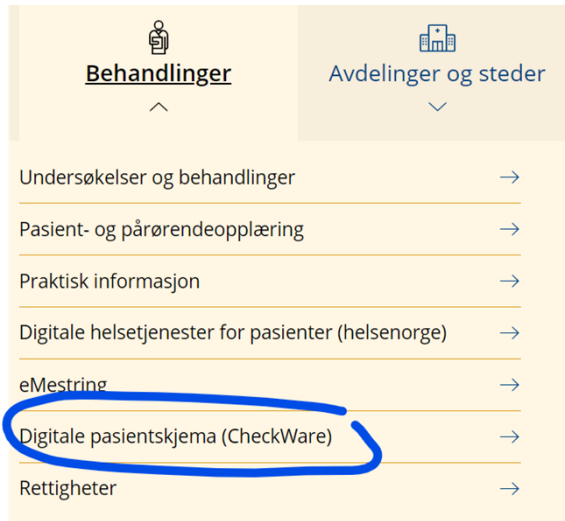 Behandlinger
Avdelinger og steder
Undersøkelser og behandlinger
Pasient- og pårørendeopplæring
Praktisk informasjon
Digitale helsetjenester for pasienter (helsenorge)
eMestring
Digitale pasientskjema (CheckWare)
Rettigheter